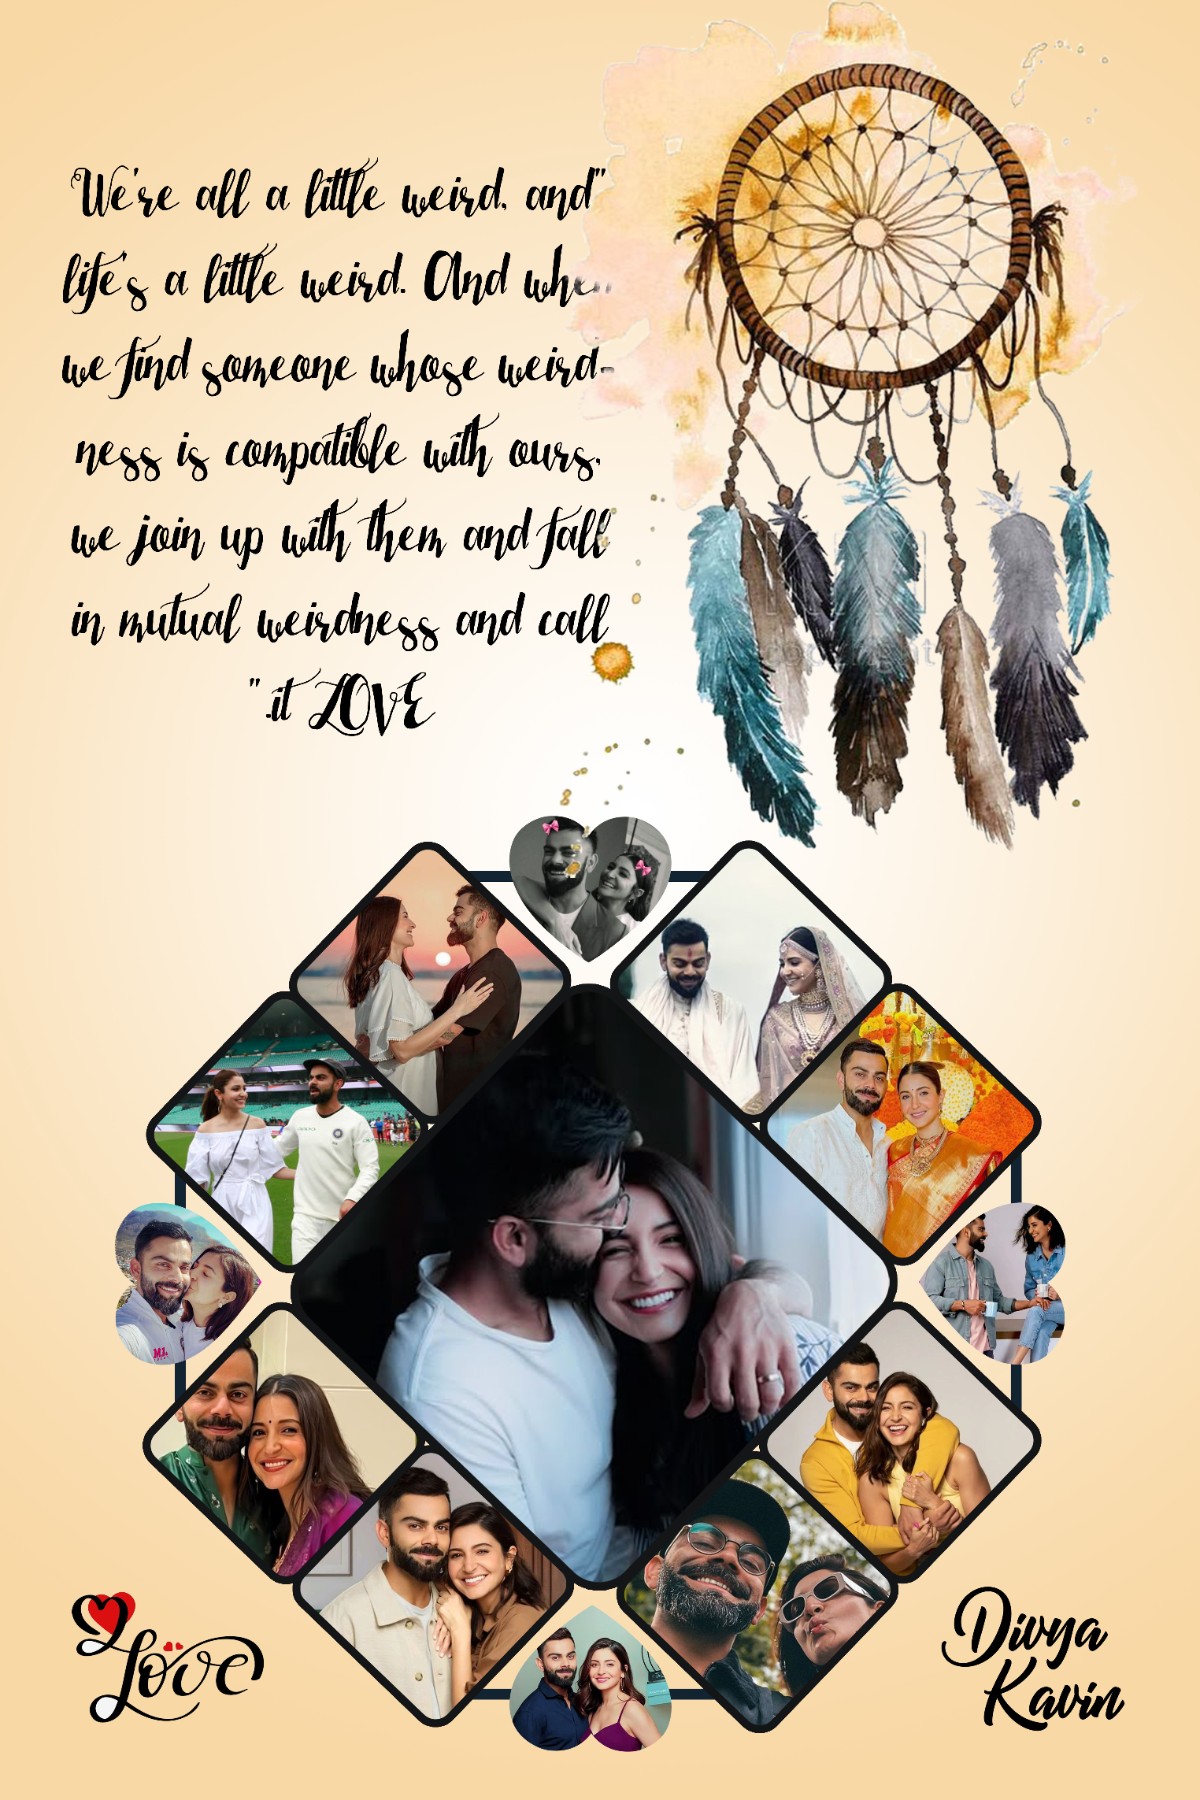 "We're all a little weird, and"
life's a little weird. And when
we find someone whose weird-
ness is compatible with ours,
we join up with them and fall
in mutual weirdness and call
".it LOVE
Love
Divya
Kavin